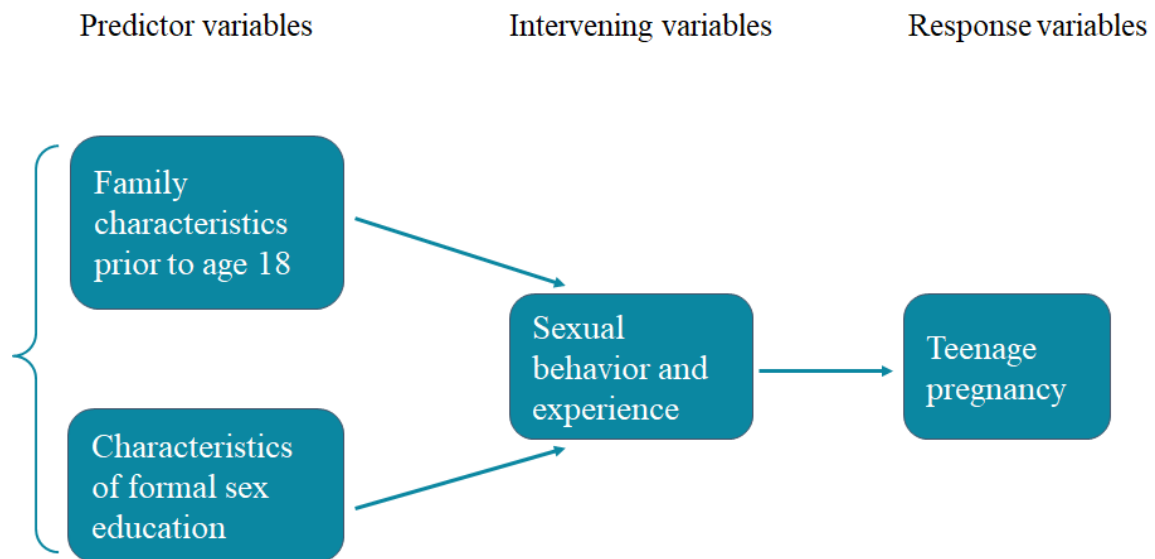 Predictor variables
Intervening variables
Response variables
Family
characteristics
prior to age 18
Sexual
behavior and
experience
Teenage
pregnancy
Characteristics
of formal sex
education